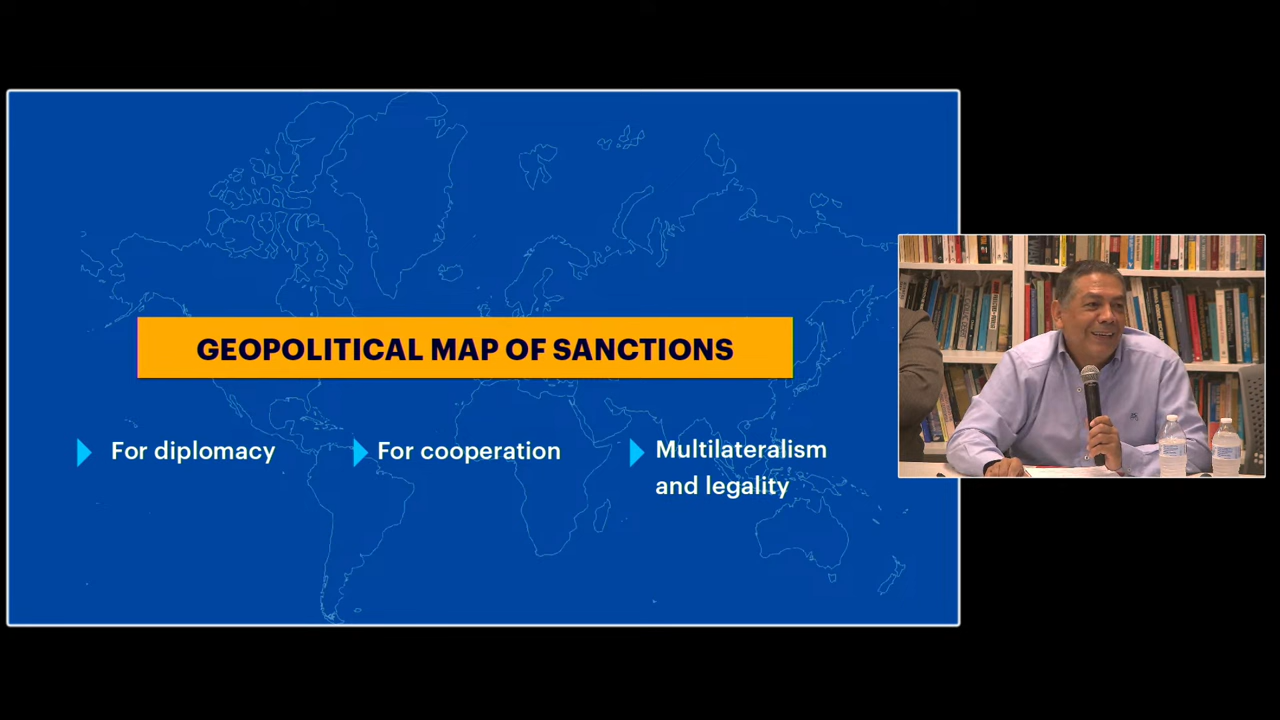 GEOPOLITICAL MAP OF SANCTIONS
For diplomacy
For cooperation
Multilateralism
and legality